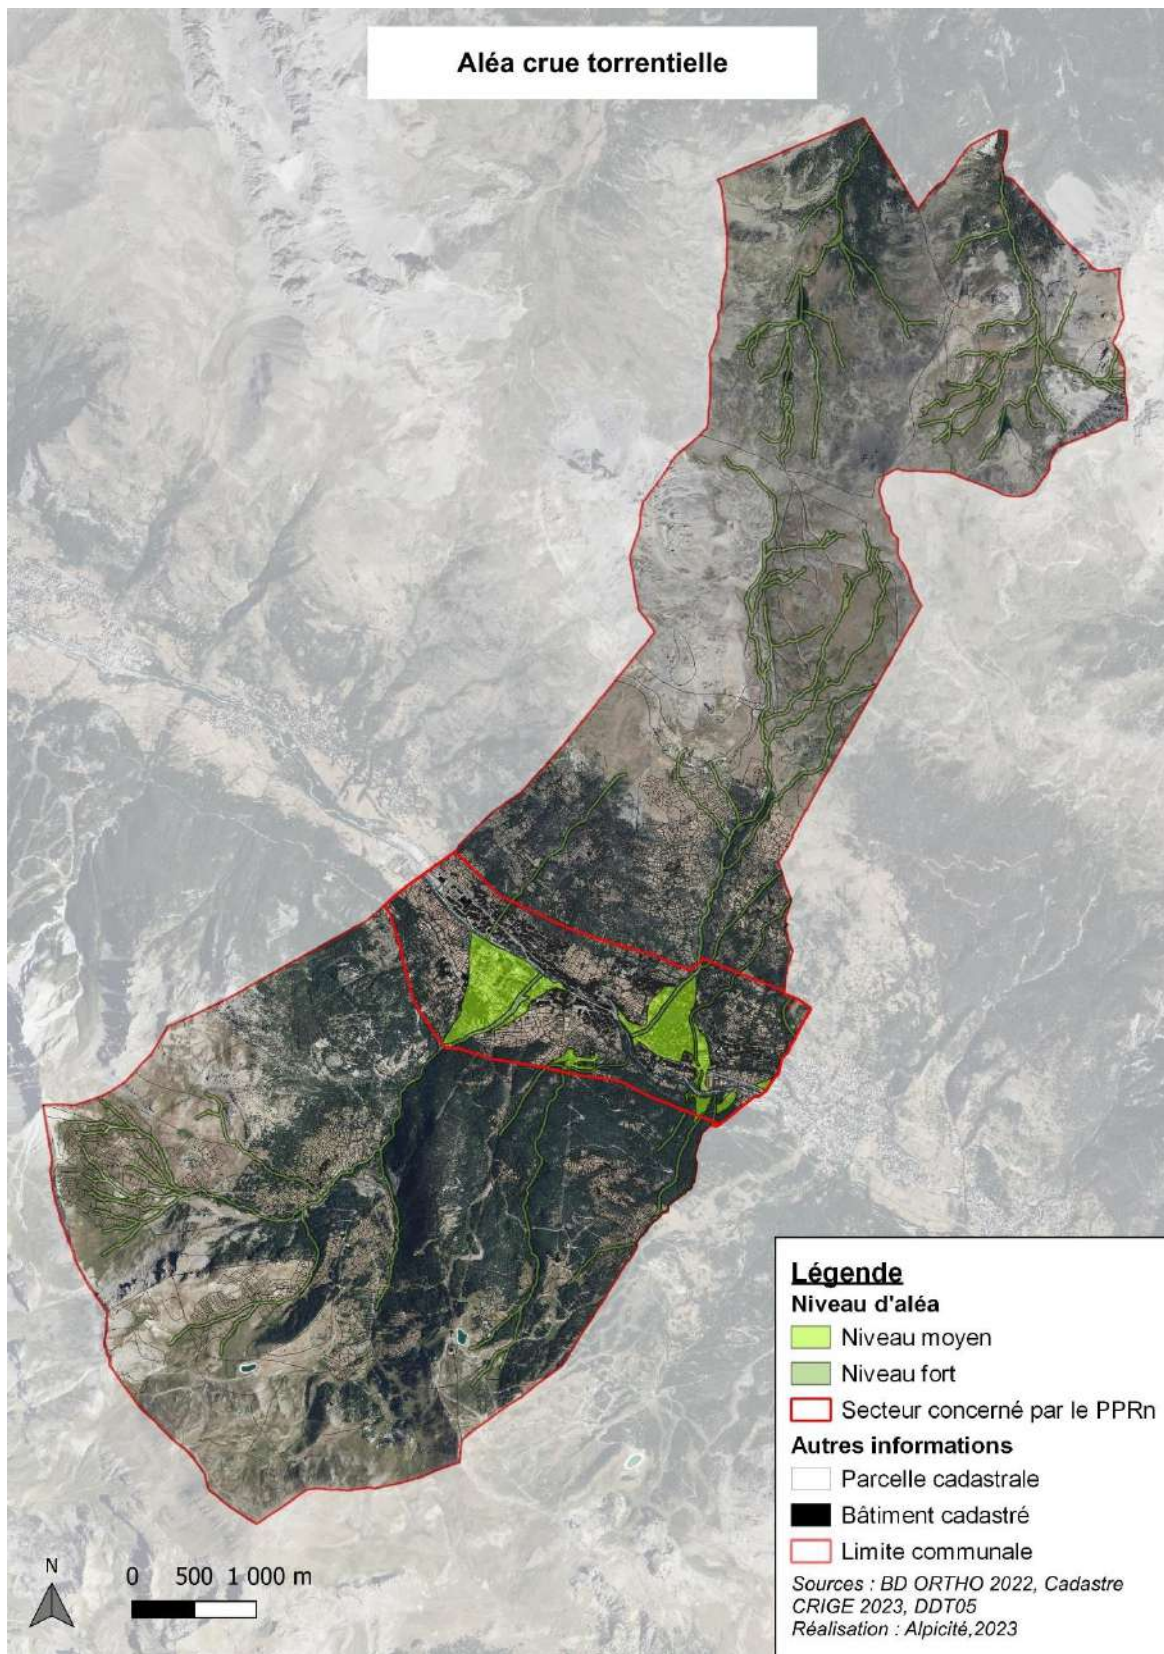 Aléa crue torrentielle
Légende
Niveau d'aléa
Niveau moyen
Niveau fort
Secteur concerné par le PPRn
Autres informations
Parcelle cadastrale
Bâtiment cadastré
Limite communale
Sources : BD ORTHO 2022, Cadastre
CRIGE 2023, DDT05
Réalisation : Alpicité,2023
N
0 500 1 000 m